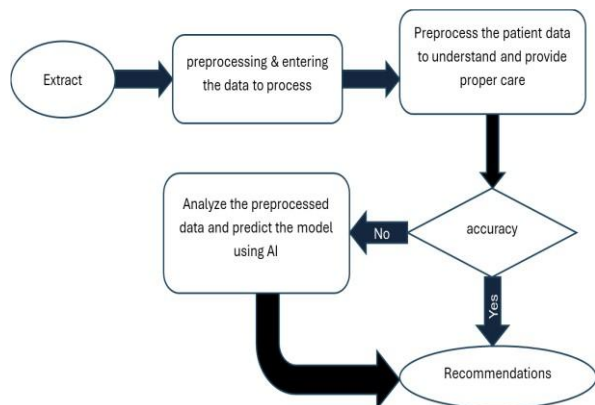 Extract
preprocessing & entering
the data to process
Preprocess the patient data
to understand and provide
proper care
Analyze the preprocessed
data and predict the model
using AI
No
accuracy
Yes
Recommendations